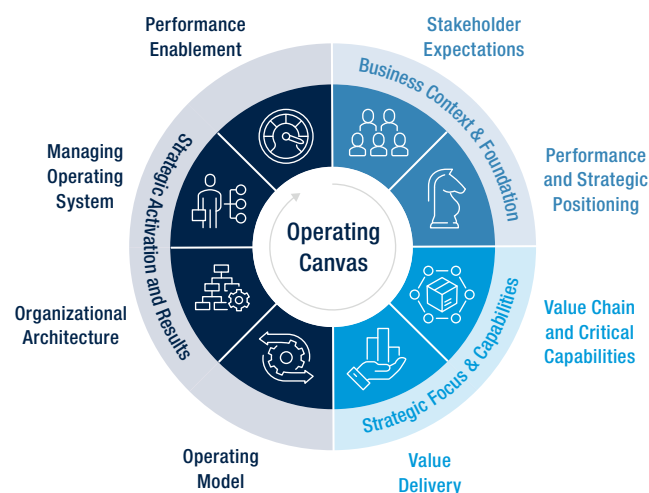 Performance
Enablement
Stakeholder
Expectations
Business Context & Foundation
Performance
and Strategic
Positioning
Value Chain
and Critical
Capabilities
Strategic Focus & Capabilities
Value
Delivery
Operating
Model
Organizational
Architecture
Managing
Operating
System
Strategic Activation and Results
Operating
Canvas